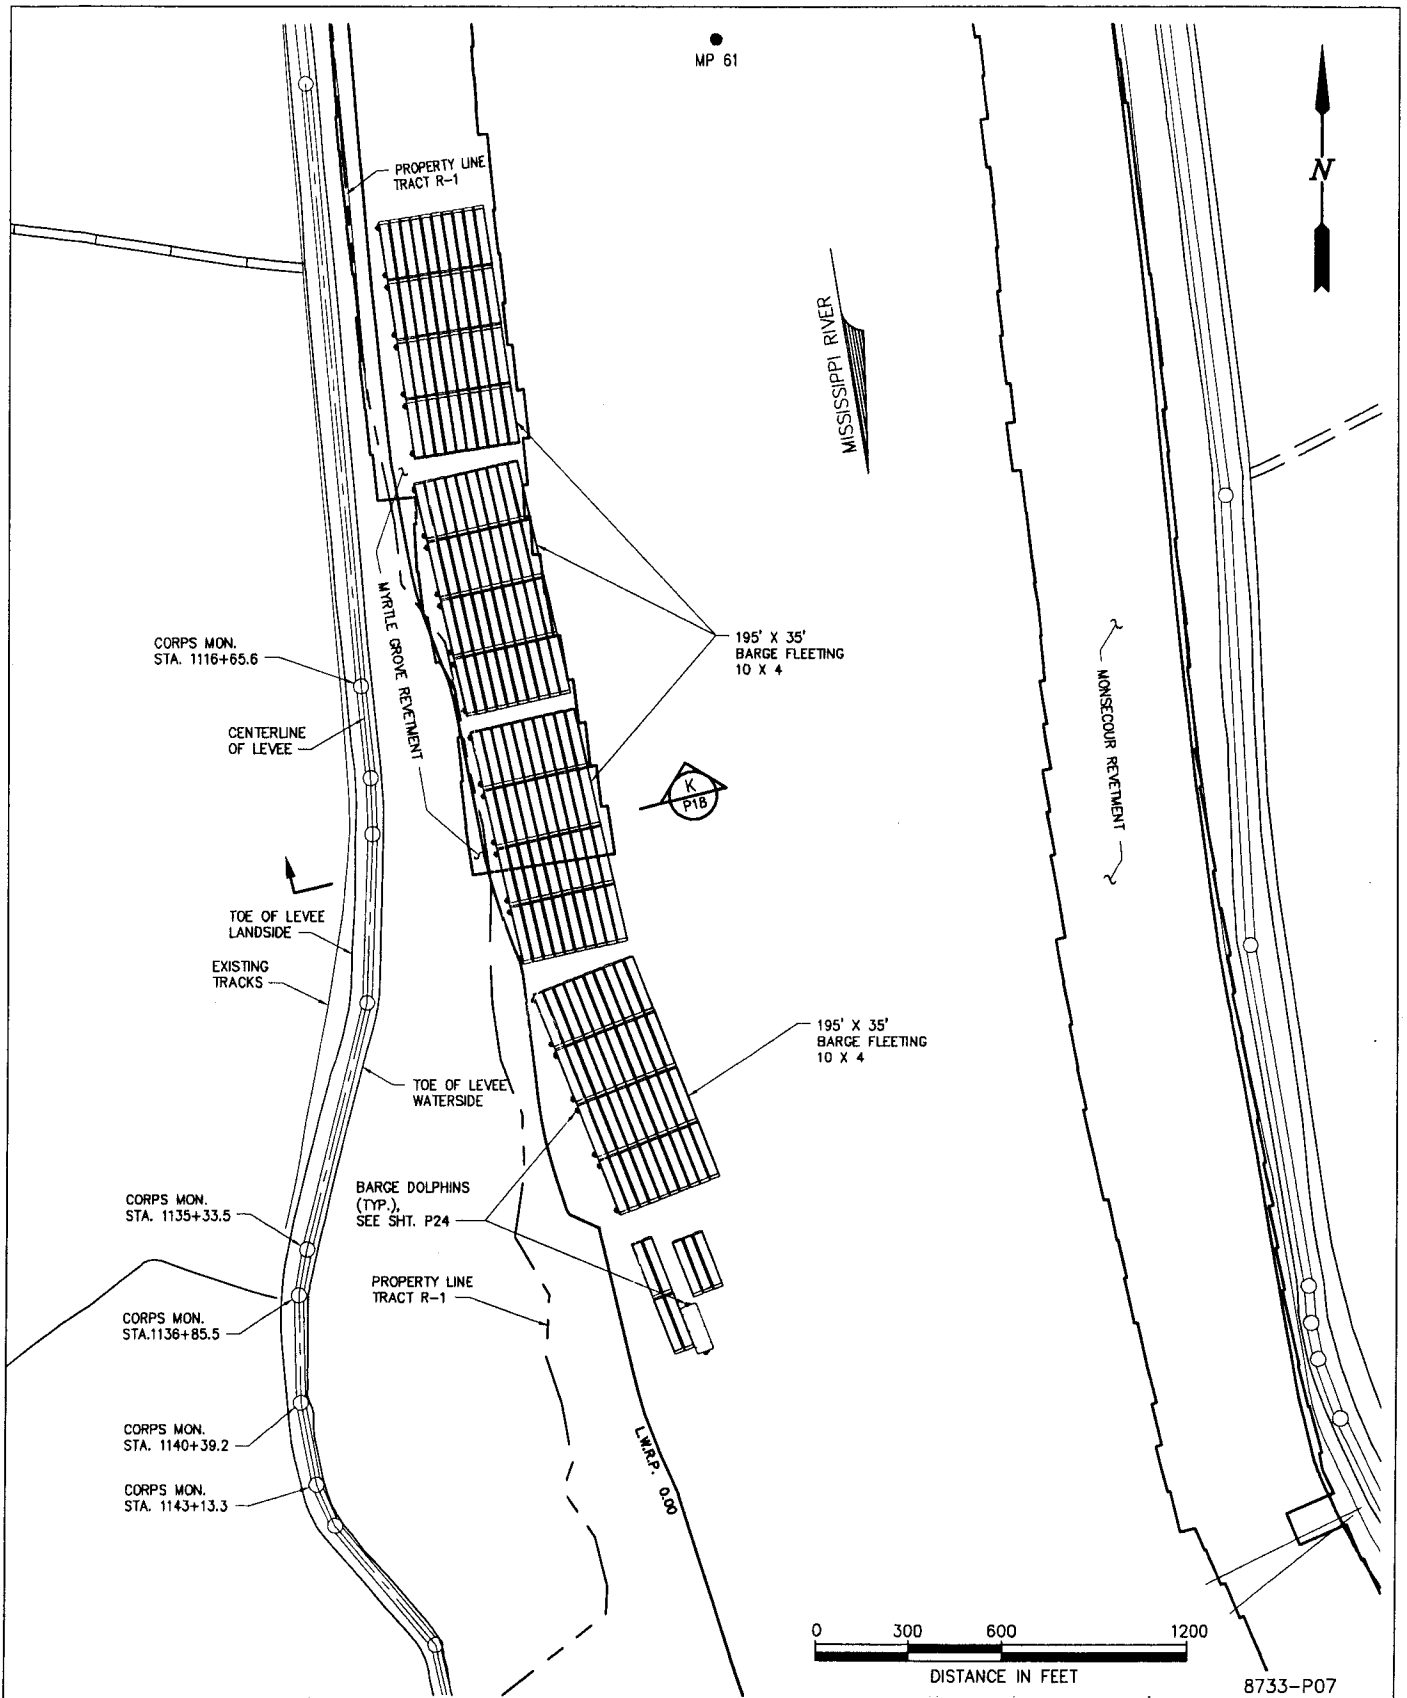 MP 61
PROPERTY LINE
TRACT R-1
N
MISSISSIPPI RIVER
MYRTLE GROVE REVETMENT
195' X 35'
BARGE FLEETING
10 X 4
CORPS MON.
STA. 1116+65.6
CENTERLINE
OF LEVEE
MONSECOUR REVETMENT
K
P18
TOE OF LEVEE
LANDSIDE
EXISTING
TRACKS
195' X 35'
BARGE FLEETING
10 X 4
TOE OF LEVEE
WATERSIDE
BARGE DOLPHINS
(TYP.),
SEE SHT. P24
CORPS MON.
STA. 1135+33.5
PROPERTY LINE
TRACT R-1
CORPS MON.
STA.1136+85.5
CORPS MON.
STA. 1140+39.2
L.W.R.P. 0.00
CORPS MON.
STA. 1143+13.3
0 300 600 1200
DISTANCE IN FEET
8733-P07